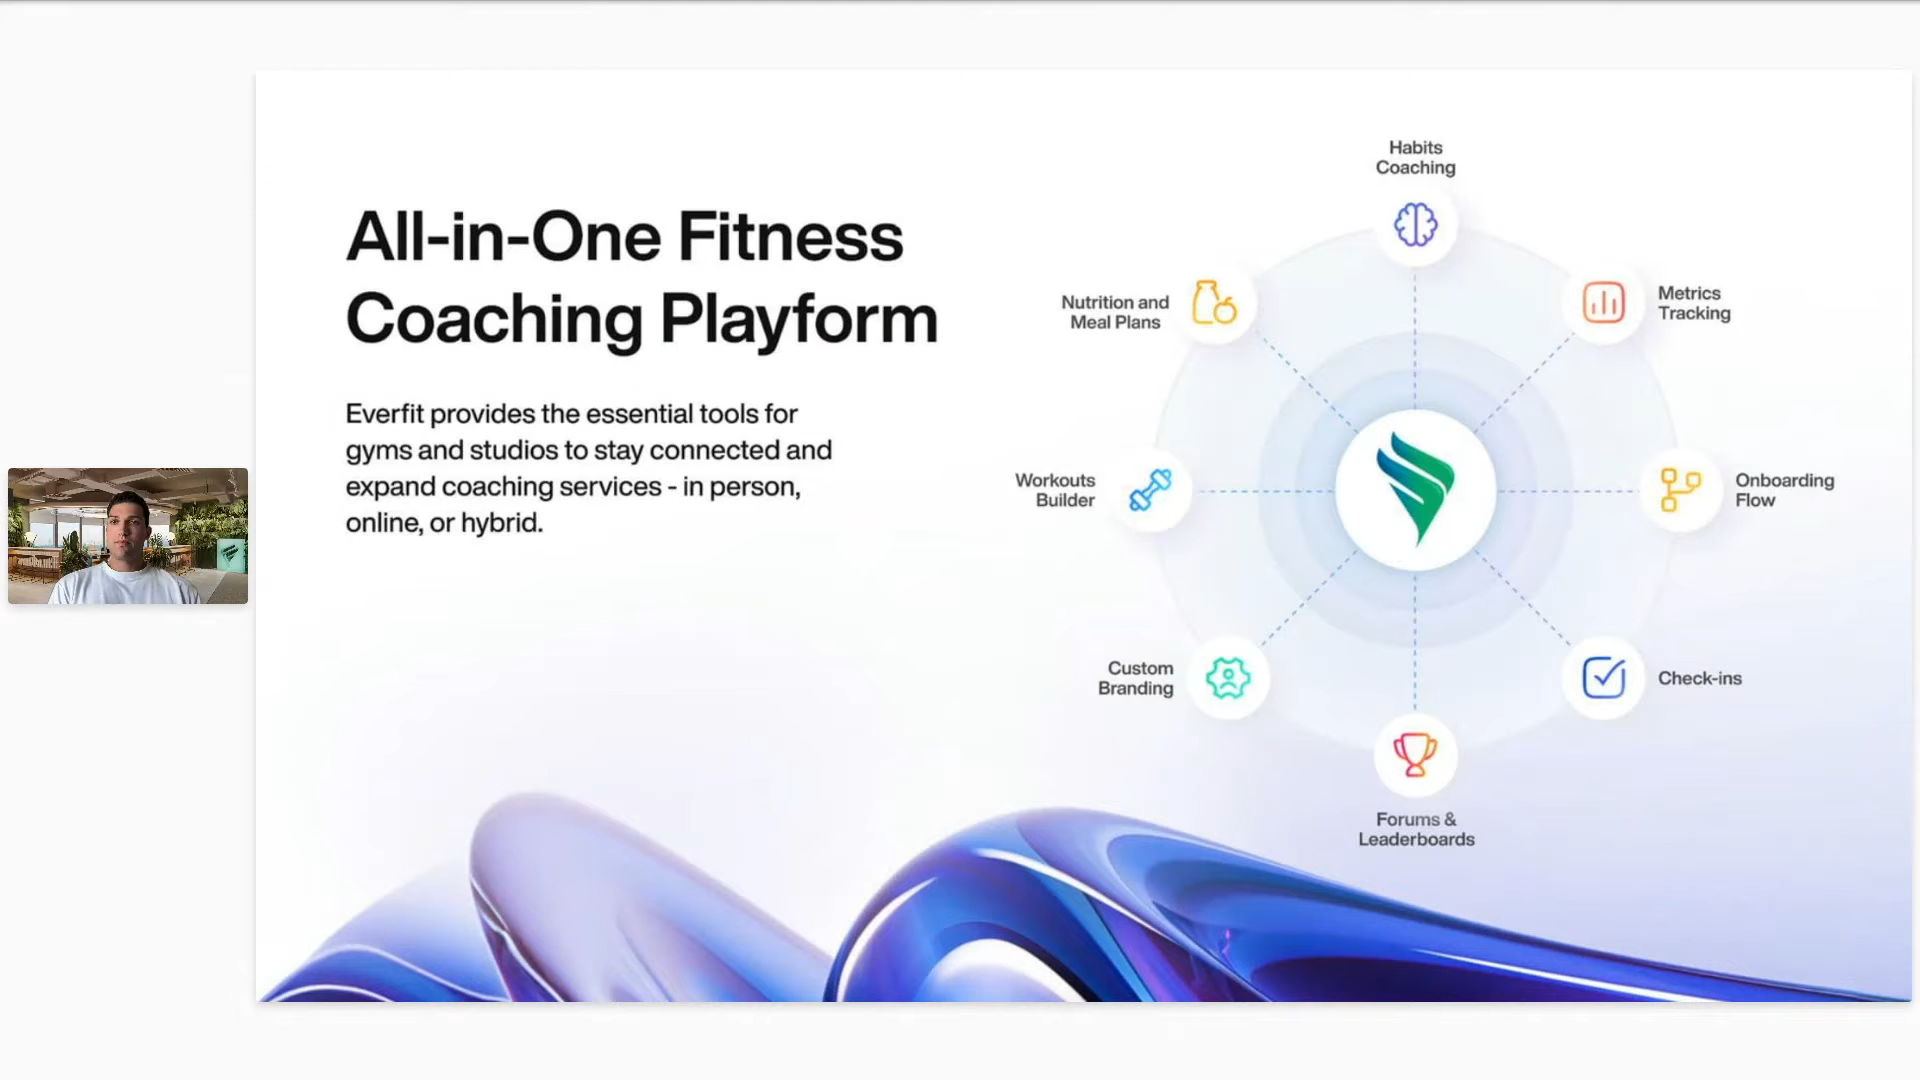 All-in-One Fitness
Coaching Playform
Everfit provides the essential tools for
gyms and studios to stay connected and
expand coaching services - in person,
online, or hybrid.
Habits
Coaching
Nutrition and
Meal Plans
Metrics
Tracking
Workouts
Builder
Onboarding
Flow
Custom
Branding
Check-ins
Forums &
Leaderboards